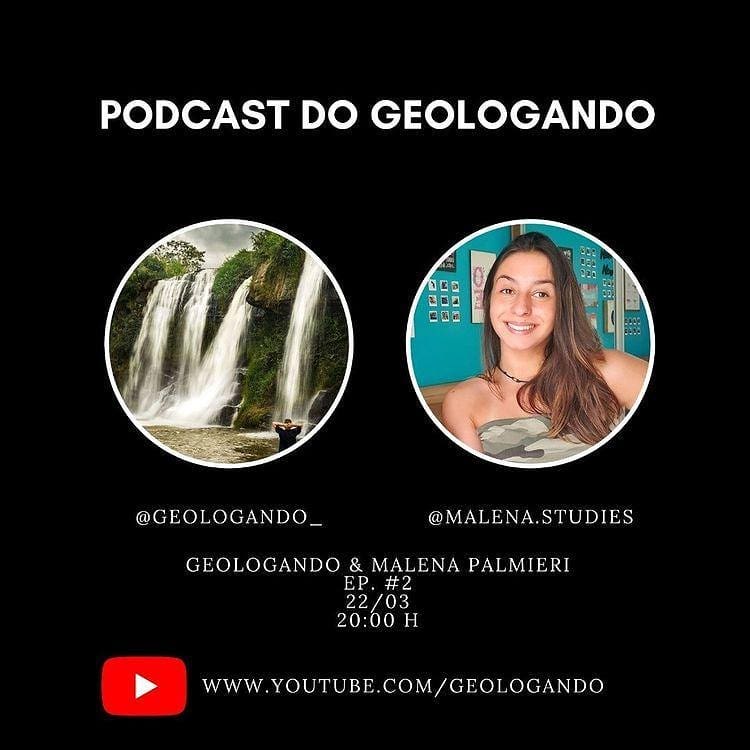 PODCAST DO GEOLOGANDO
@GEOLOGANDO_
@MALENA.STUDIES
GEOLOGANDO & MALENA PALMIERI
EP. #2
22/03
20:00 H
WWW.YOUTUBE.COM/GEOLOGANDO